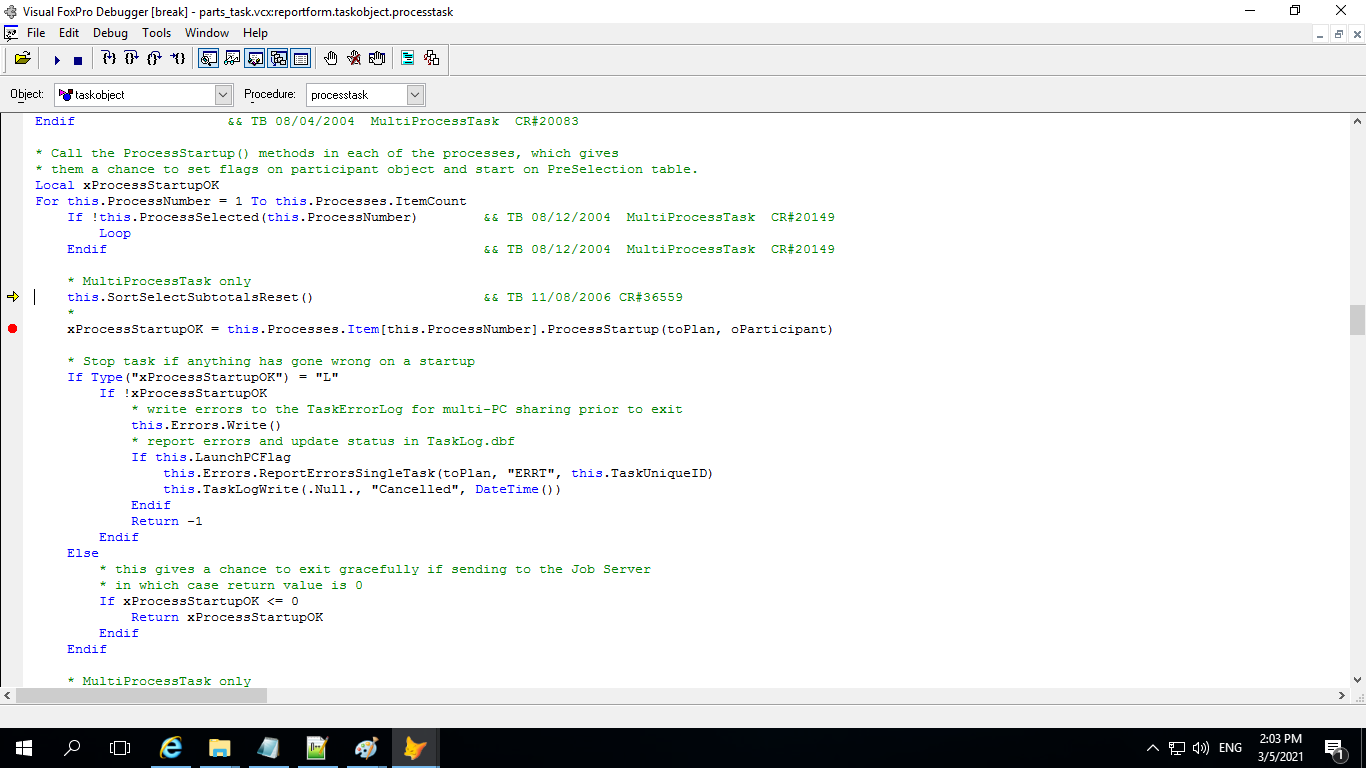 Visual FoxPro Debugger [break] - parts_task.vcx:reportform.taskobject.processtask
File Edit Debug Tools Window Help
Object: taskobject Procedure: processtask
Endif && TB 08/04/2004 MultiProcessTask CR#20083
* Call the ProcessStartup() methods in each of the processes, which gives
* them a chance to set flags on participant object and start on PreSelection table.
Local xProcessStartupOK
For this.ProcessNumber = 1 To this.Processes.ItemCount
If !this.ProcessSelected(this.ProcessNumber) && TB 08/12/2004 MultiProcessTask CR#20149
Loop
Endif && TB 08/12/2004 MultiProcessTask CR#20149
* MultiProcessTask only
this.SortSelectSubtotalsReset() && TB 11/08/2006 CR#36559
*
xProcessStartupOK = this.Processes.Item[this.ProcessNumber].ProcessStartup(toPlan, oParticipant)
* Stop task if anything has gone wrong on a startup
If Type("xProcessStartupOK") = "L"
If !xProcessStartupOK
* write errors to the TaskErrorLog for multi-PC sharing prior to exit
this.Errors.Write()
* report errors and update status in TaskLog.dbf
If this.LaunchPCFlag
this.Errors.ReportErrorsSingleTask(toPlan, "ERRT", this.TaskUniqueID)
this.TaskLogWrite(.Null., "Cancelled", DateTime())
Endif
Return -1
Endif
Else
* this gives a chance to exit gracefully if sending to the Job Server
* in which case return value is 0
If xProcessStartupOK <= 0
Return xProcessStartupOK
Endif
Endif
* MultiProcessTask only
ENG
2:03 PM
3/5/2021
1